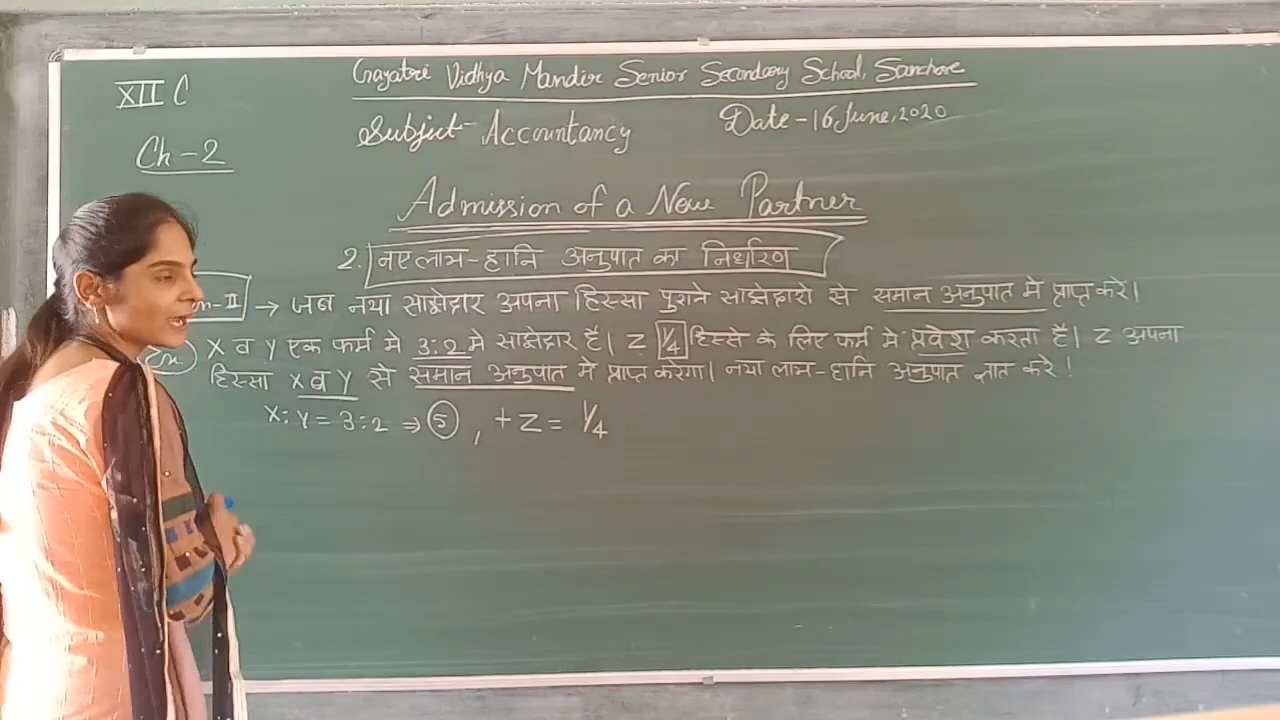 XII C
Gayatri Vidhya Mandir Senior Secondary School, Sanchore
Ch-2
Subject- Accountancy
Date-16 June, 2020
Admission of a New Partner
2. नए लाभ-हानि अनुपात का निर्धारण
-II → जब नया साझेदार अपना हिस्सा पुराने साझेदारो से समान अनुपात मे प्राप्त करे।
X व Y एक फर्म मे 3:2 मे साझेदार हैं। Z 1/4 हिस्से के लिए फर्म मे प्रवेश करता है। Z अपना
हिस्सा X व Y से समान अनुपात मे प्राप्त करेगा। नया लाभ-हानि अनुपात ज्ञात करे!
X:Y = 3:2 ⇒ 5, + Z = 1/4